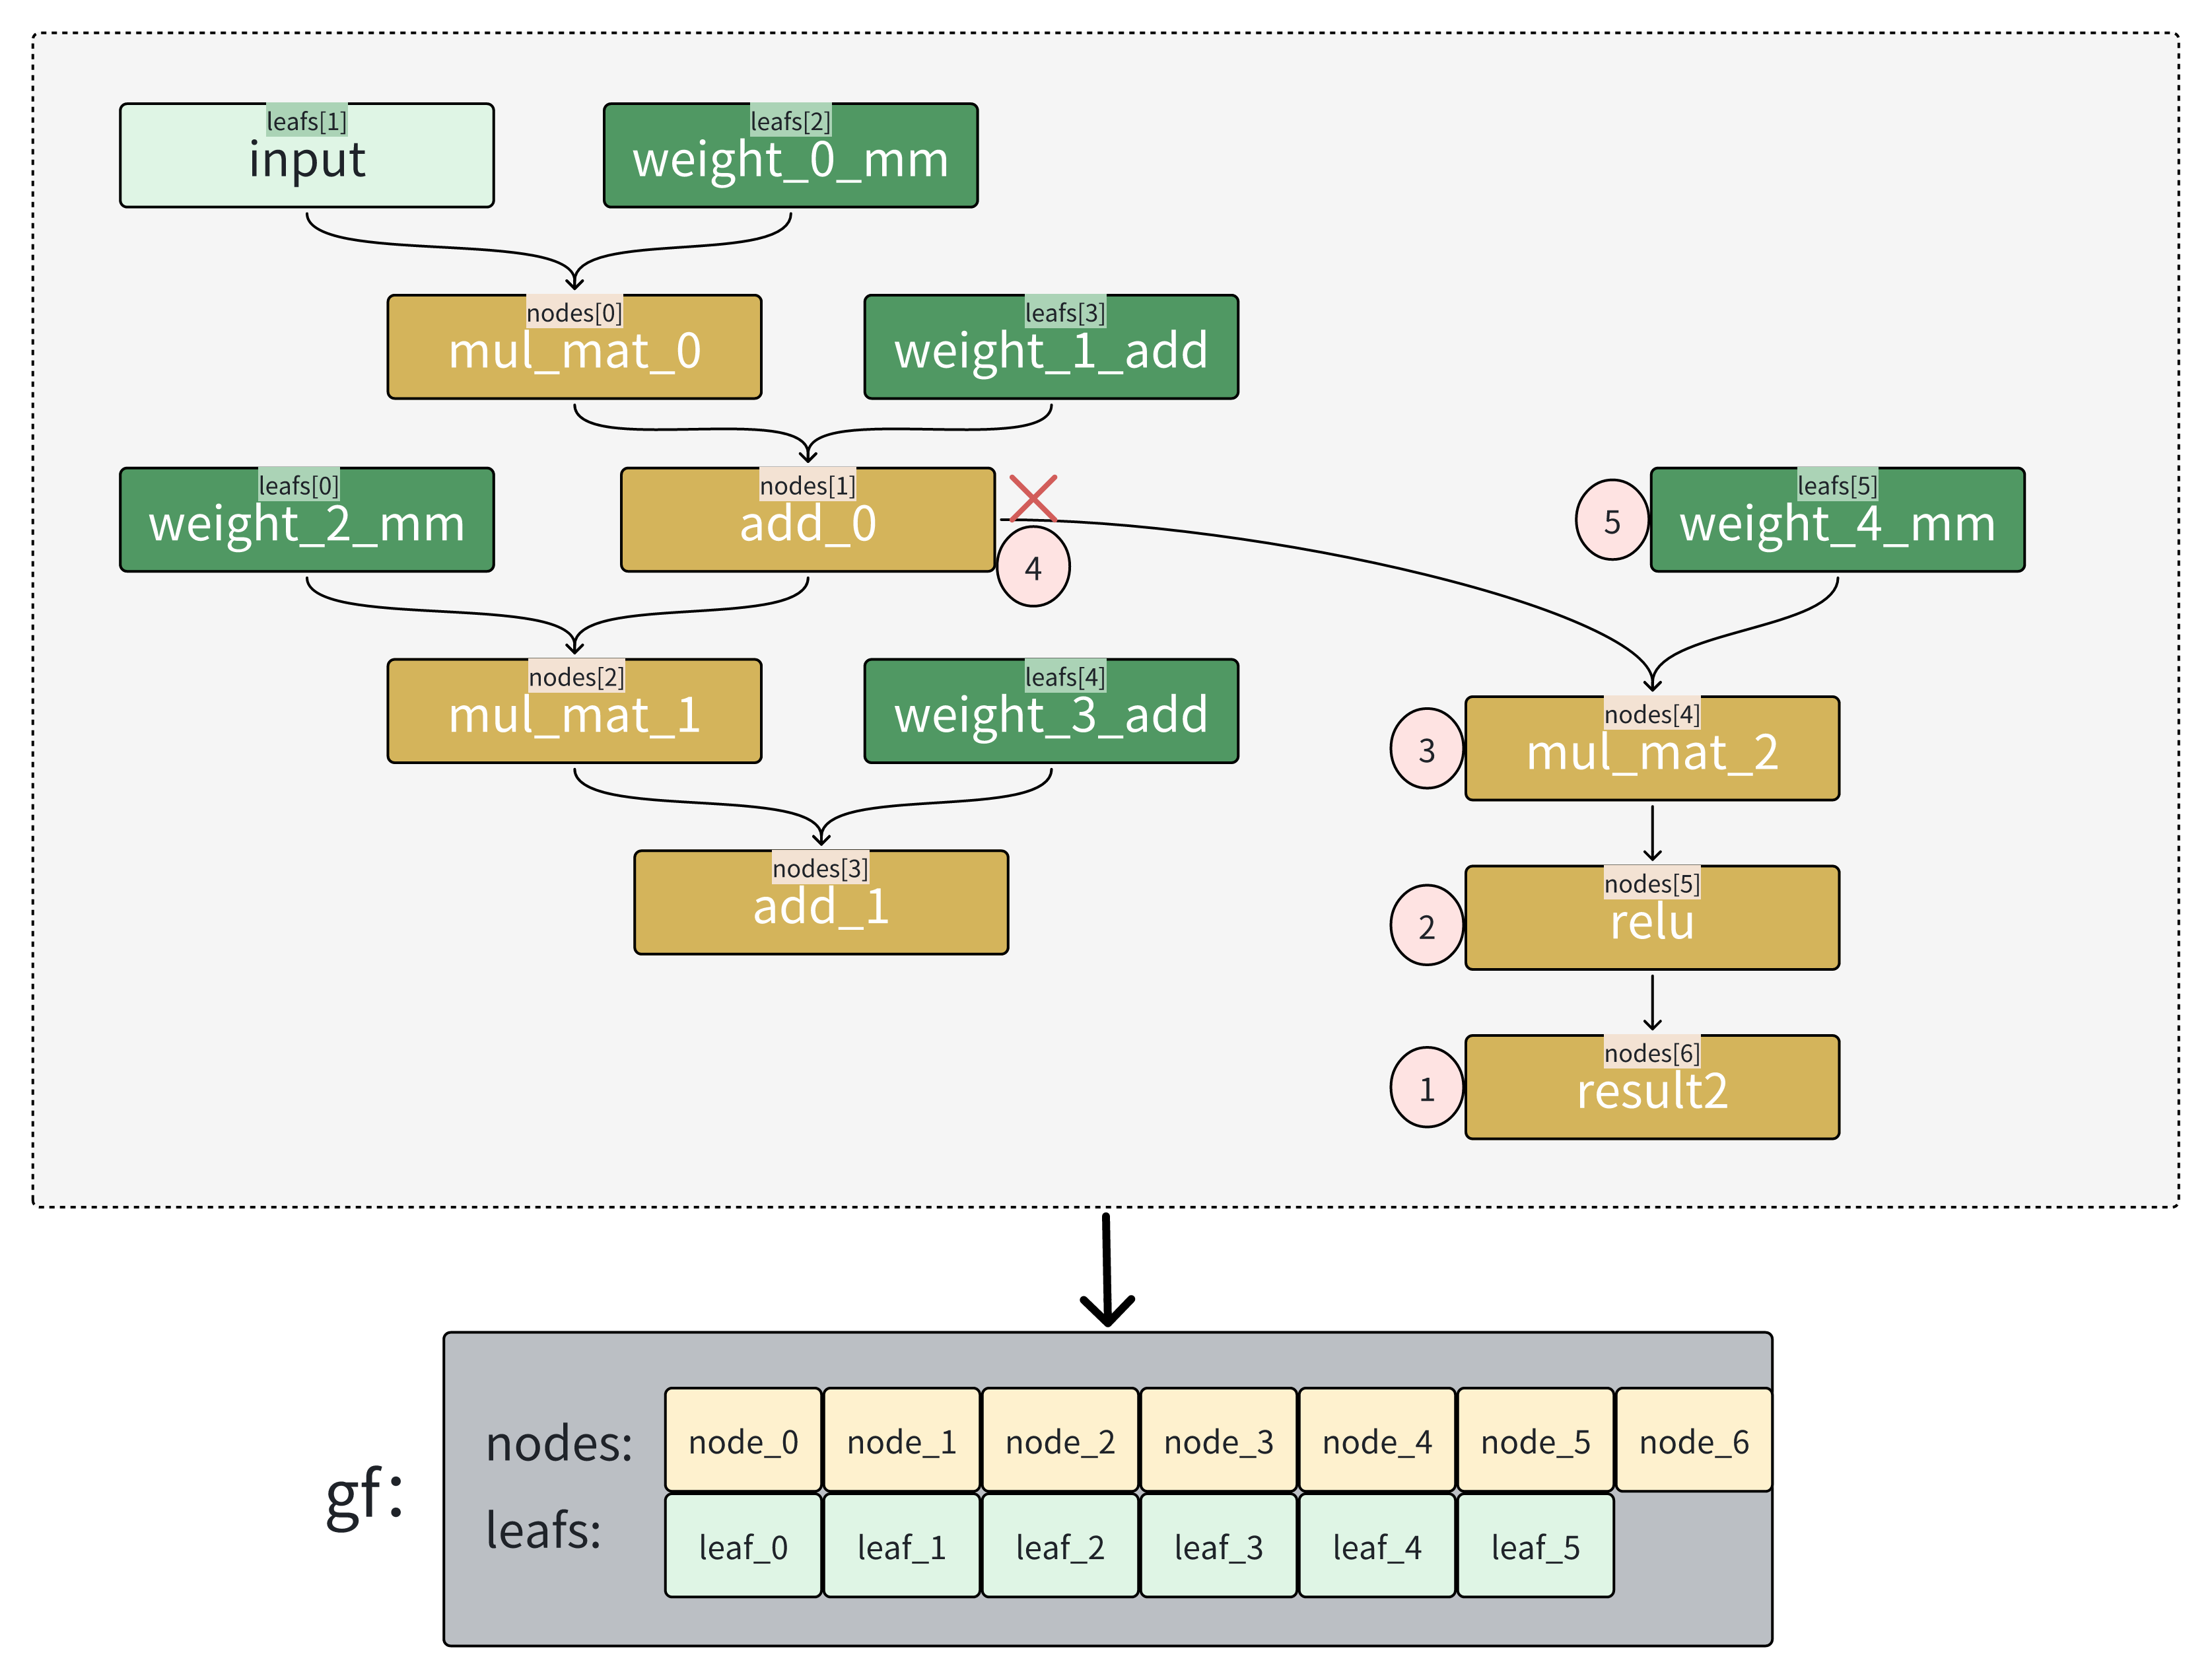 leafs[1]
input
leafs[2]
weight_0_mm
nodes[0]
mul_mat_0
leafs[3]
weight_1_add
leafs[0]
weight_2_mm
nodes[1]
add_0
4
5
leafs[5]
weight_4_mm
nodes[2]
mul_mat_1
leafs[4]
weight_3_add
3
nodes[4]
mul_mat_2
nodes[3]
add_1
2
nodes[5]
relu
1
nodes[6]
result2
gf:
nodes:
node_0
node_1
node_2
node_3
node_4
node_5
node_6
leafs:
leaf_0
leaf_1
leaf_2
leaf_3
leaf_4
leaf_5